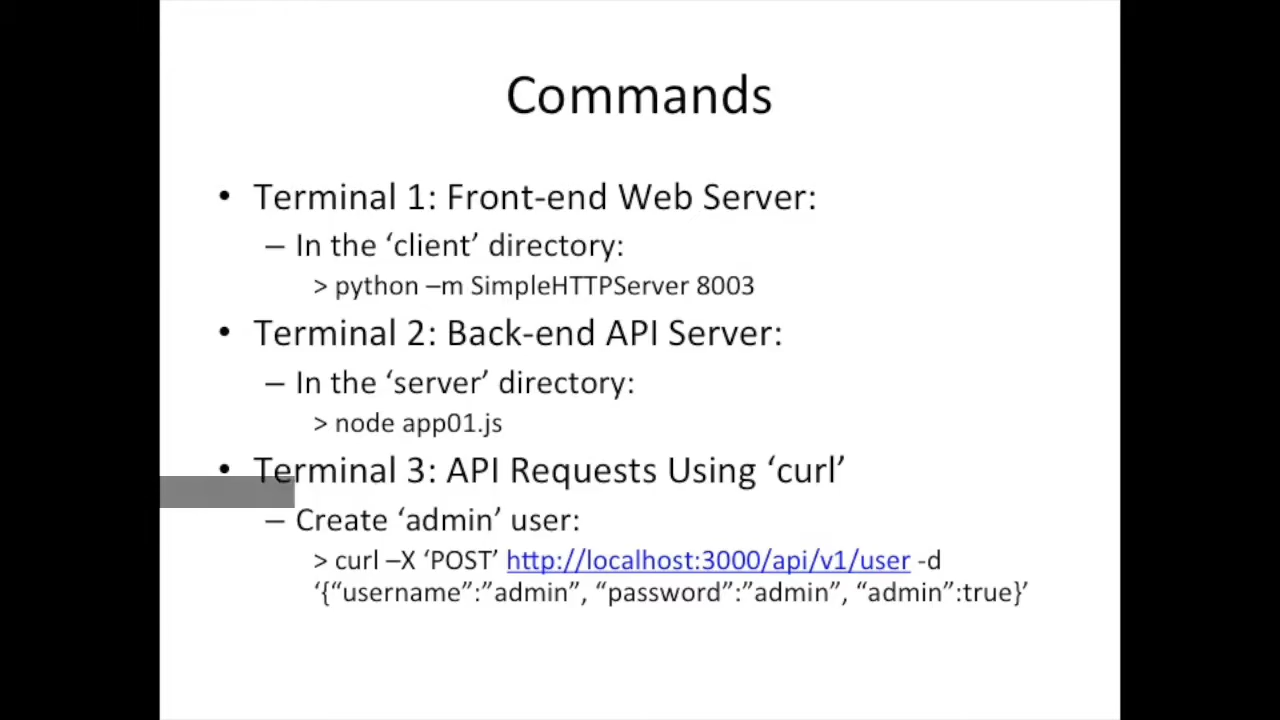 Commands
• Terminal 1: Front-end Web Server:
– In the ‘client’ directory:
> python –m SimpleHTTPServer 8003
• Terminal 2: Back-end API Server:
– In the ‘server’ directory:
> node app01.js
• Terminal 3: API Requests Using ‘curl’
– Create ‘admin’ user:
> curl –X ‘POST’ http://localhost:3000/api/v1/user -d
‘{“username”:”admin”, “password”:”admin”, “admin”:true}’